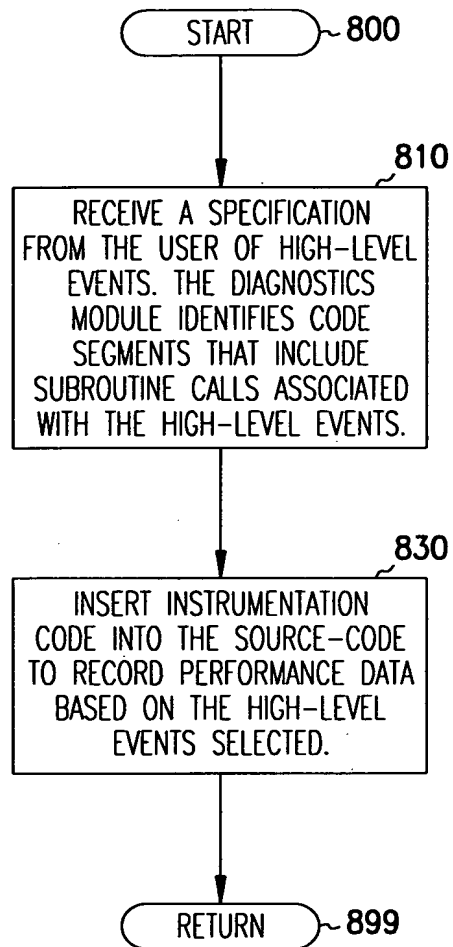 START
800
810
RECEIVE A SPECIFICATION
FROM THE USER OF HIGH-LEVEL
EVENTS. THE DIAGNOSTICS
MODULE IDENTIFIES CODE
SEGMENTS THAT INCLUDE
SUBROUTINE CALLS ASSOCIATED
WITH THE HIGH-LEVEL EVENTS.
830
INSERT INSTRUMENTATION
CODE INTO THE SOURCE-CODE
TO RECORD PERFORMANCE DATA
BASED ON THE HIGH-LEVEL
EVENTS SELECTED.
RETURN
899